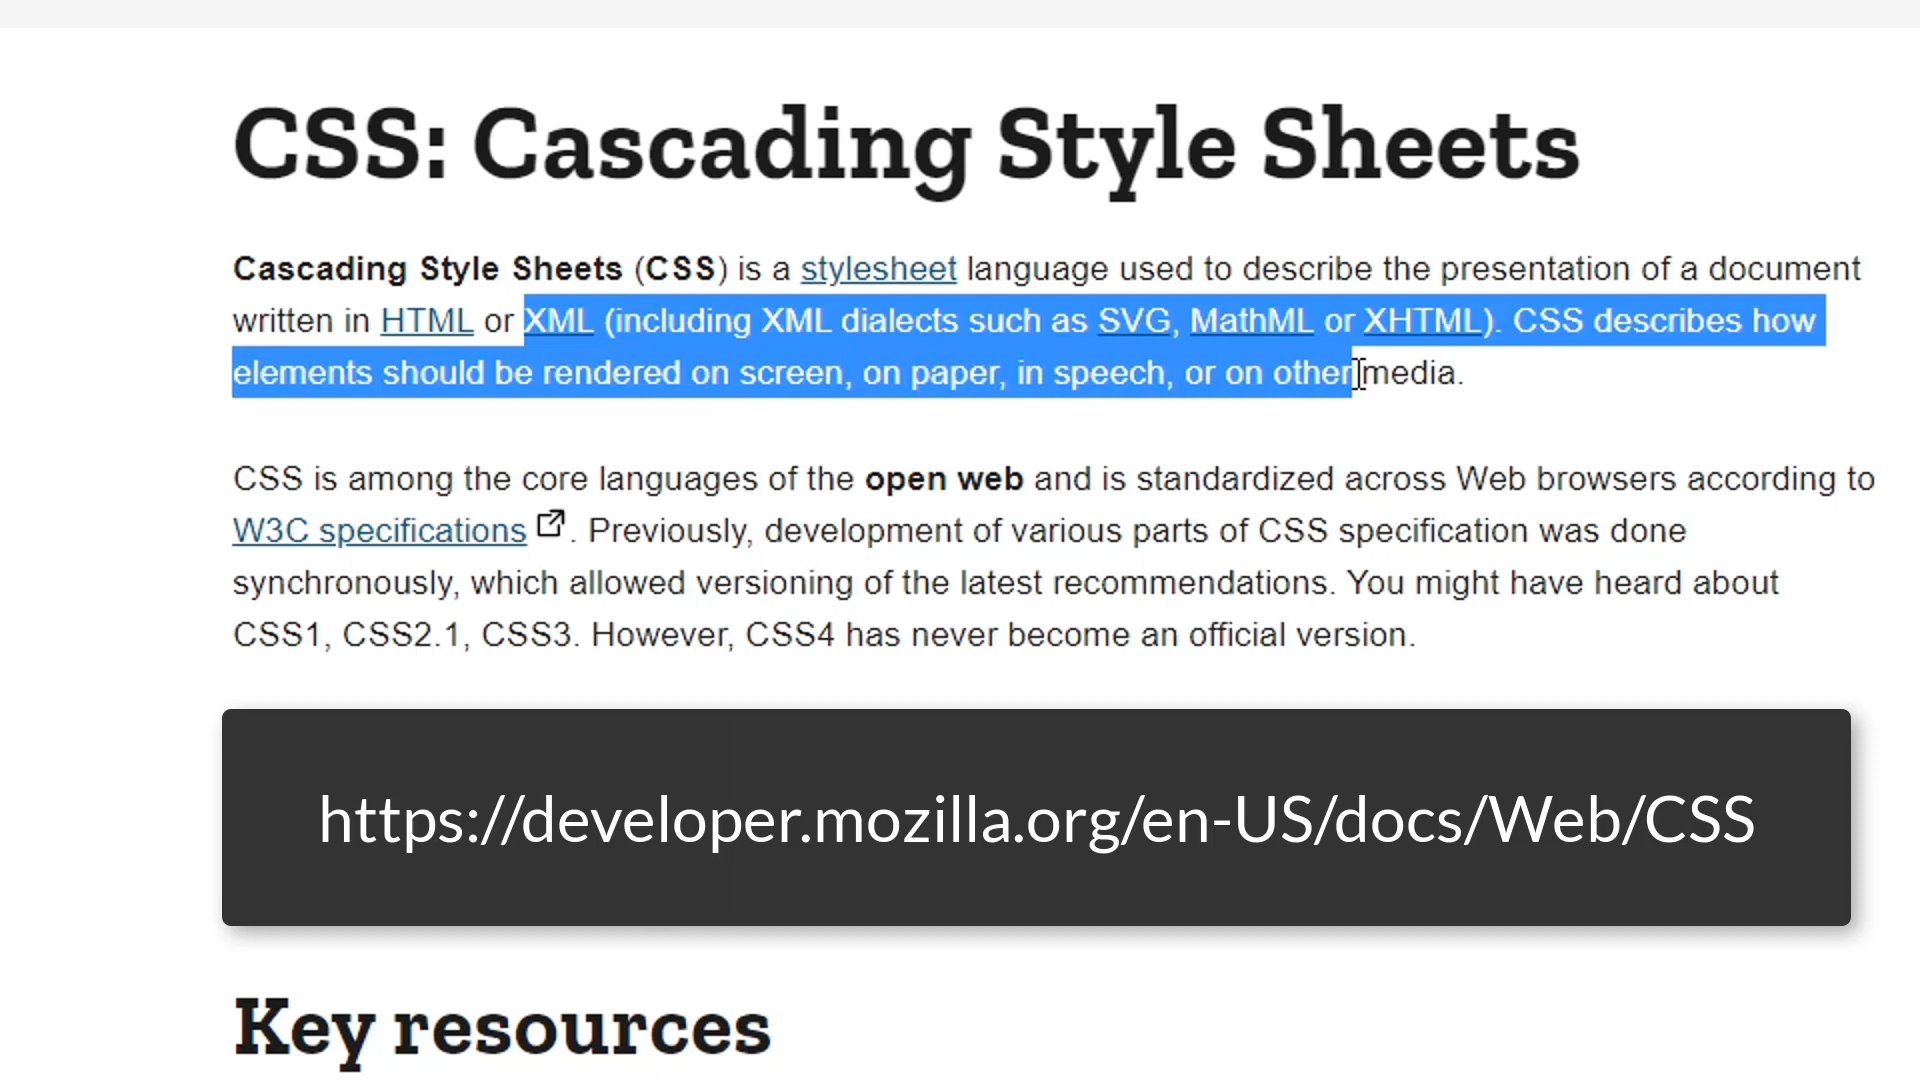 CSS: Cascading Style Sheets
Cascading Style Sheets (CSS) is a stylesheet language used to describe the presentation of a document
written in HTML or XML (including XML dialects such as SVG, MathML or XHTML). CSS describes how
elements should be rendered on screen, on paper, in speech, or on other media.
CSS is among the core languages of the open web and is standardized across Web browsers according to
W3C specifications. Previously, development of various parts of CSS specification was done
synchronously, which allowed versioning of the latest recommendations. You might have heard about
CSS1, CSS2.1, CSS3. However, CSS4 has never become an official version.
https://developer.mozilla.org/en-US/docs/Web/CSS
Key resources